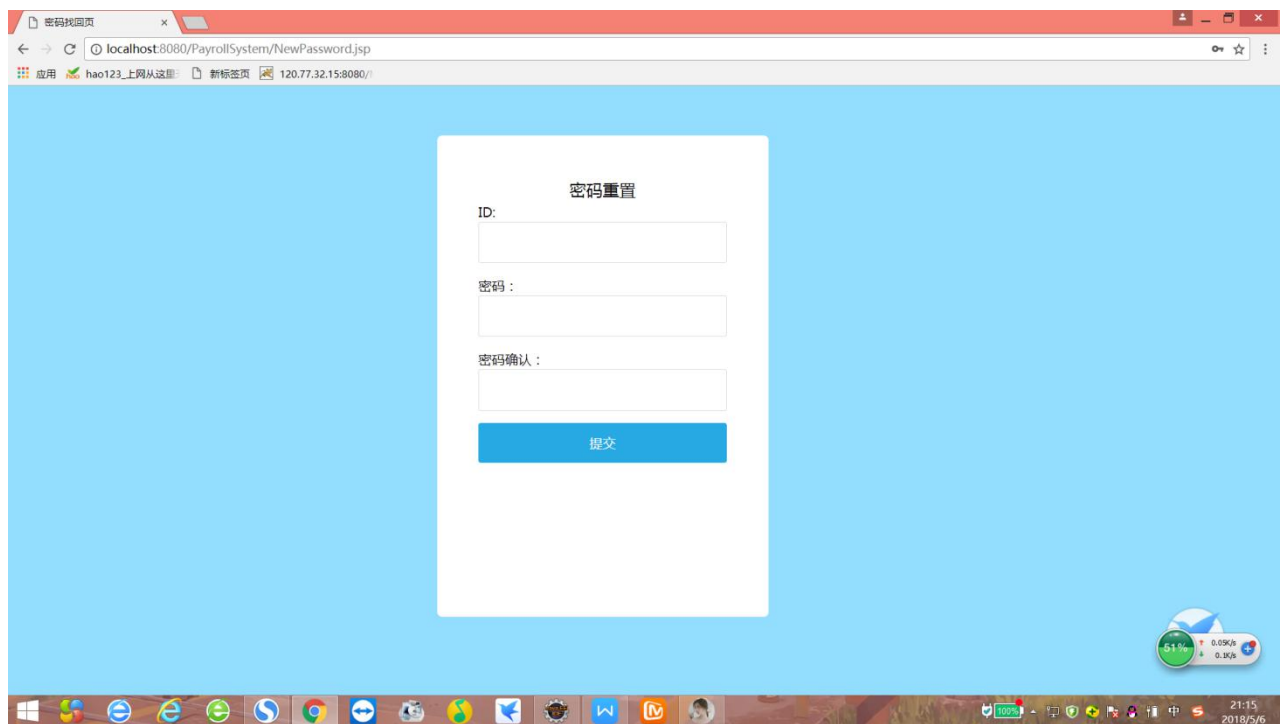 密码找回页
localhost:8080/PayrollSystem/NewPassword.jsp
应用 hao123_上网从这里 新标签页 120.77.32.15:8080/
密码重置
ID:
密码：
密码确认：
提交
51%
0.05K/s
0.1K/s
100%
中
21:15
2018/5/6